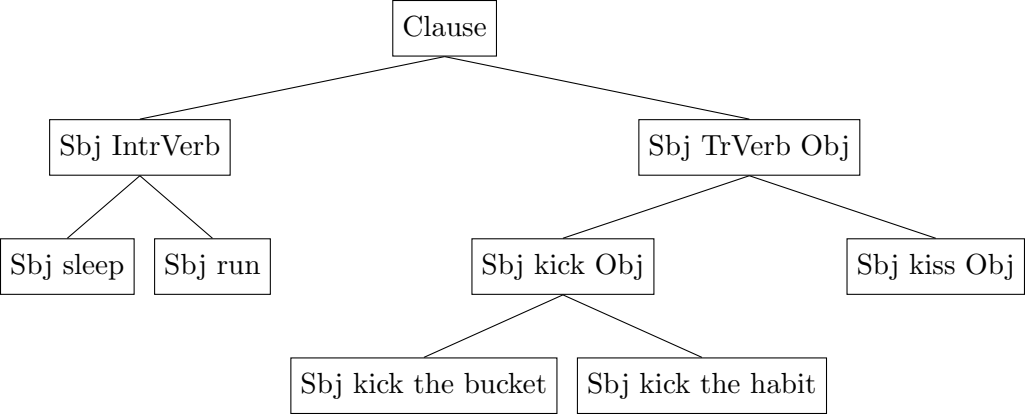 Clause
Sbj IntrVerb
Sbj TrVerb Obj
Sbj sleep
Sbj run
Sbj kick Obj
Sbj kiss Obj
Sbj kick the bucket
Sbj kick the habit